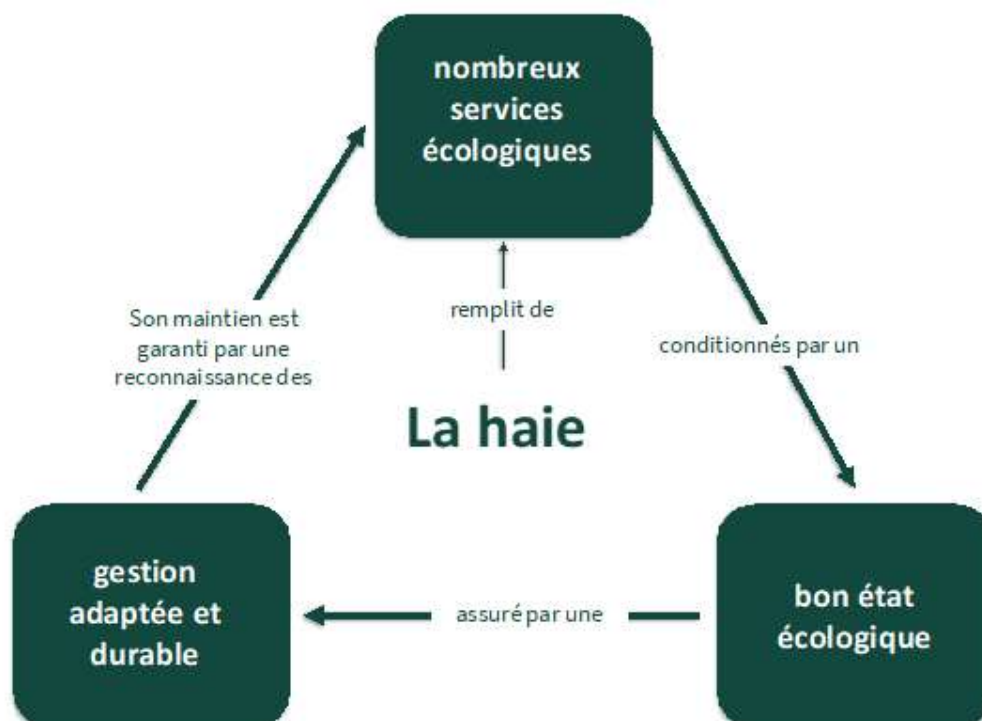 nombreux
services
écologiques
Son maintien est
garanti par une
reconnaissance des
remplit de
conditionnés par un
La haie
gestion
adaptée et
durable
assuré par une
bon état
écologique